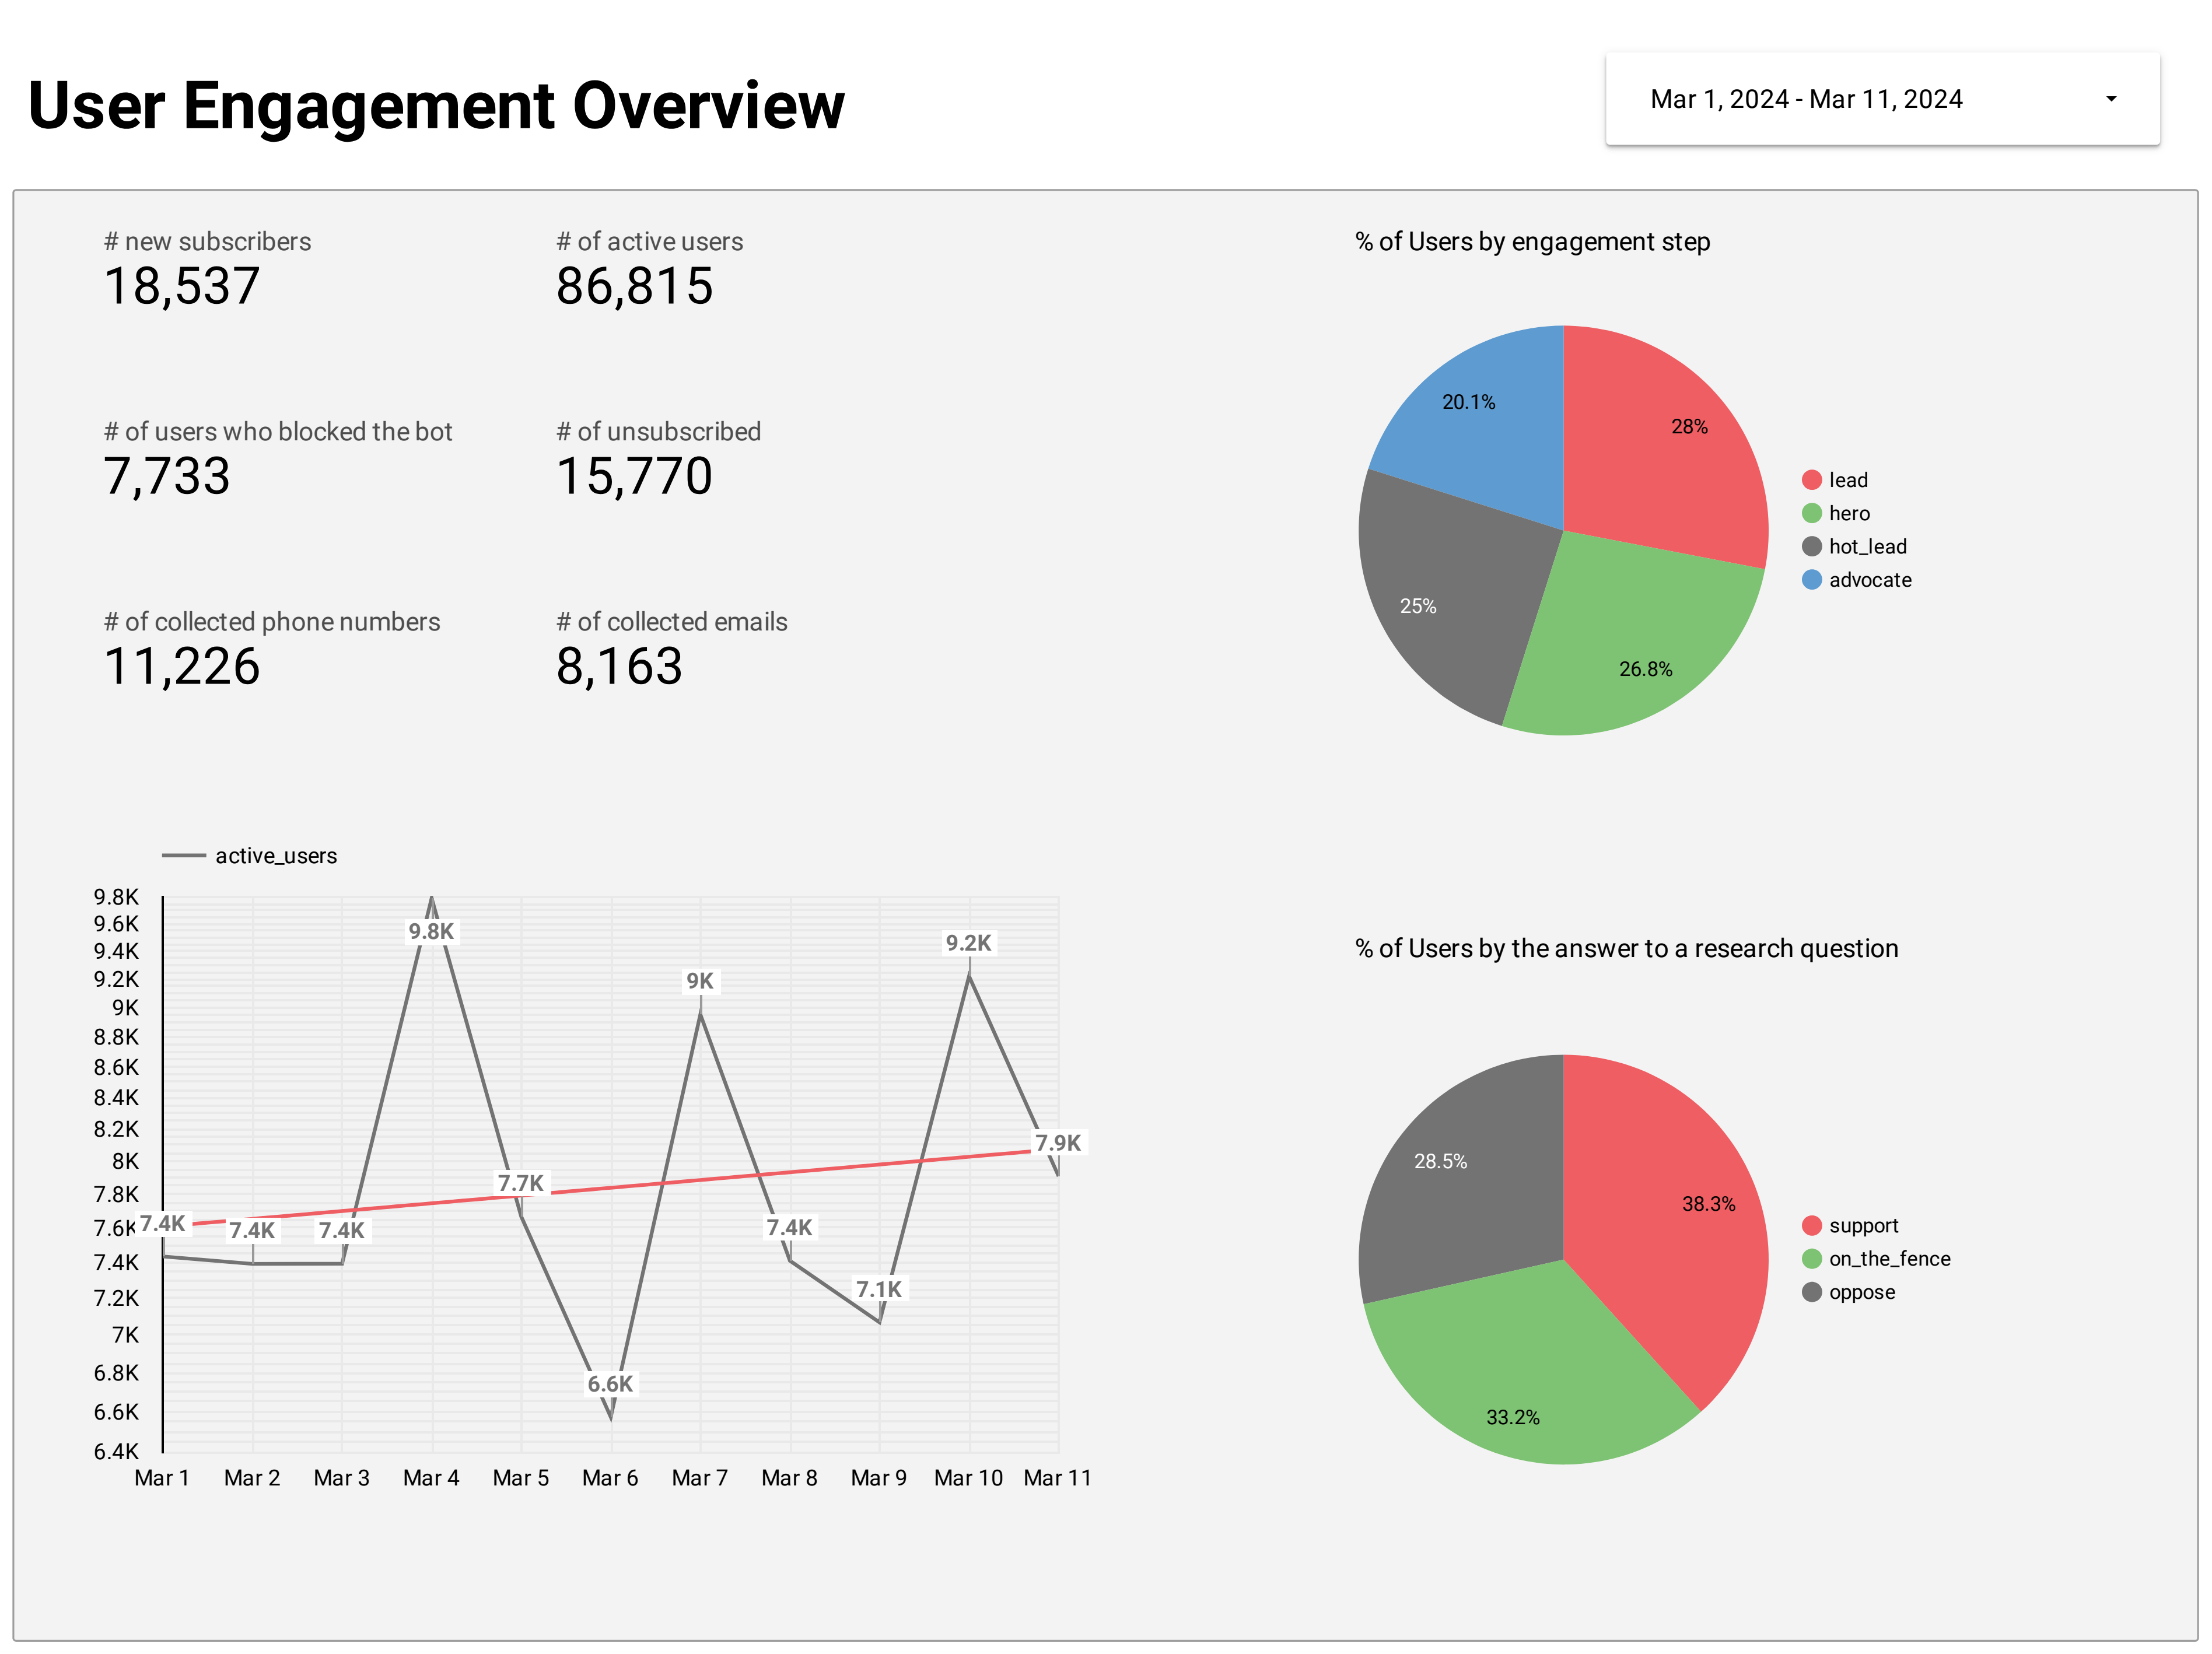 User Engagement Overview
Mar 1, 2024 - Mar 11, 2024
# new subscribers
18,537
# of active users
86,815
# of users who blocked the bot
7,733
# of unsubscribed
15,770
# of collected phone numbers
11,226
# of collected emails
8,163
% of Users by engagement step
20.1%
28%
25%
26.8%
lead
hero
hot_lead
advocate
active_users
9.8K
9.6K
9.4K
9.2K
9K
8.8K
8.6K
8.4K
8.2K
8K
7.8K
7.6K
7.4K
7.2K
7K
6.8K
6.6K
6.4K
7.4K
7.4K
7.4K
9.8K
7.7K
6.6K
9K
7.4K
7.1K
9.2K
7.9K
Mar 1
Mar 2
Mar 3
Mar 4
Mar 5
Mar 6
Mar 7
Mar 8
Mar 9
Mar 10
Mar 11
% of Users by the answer to a research question
28.5%
38.3%
33.2%
support
on_the_fence
oppose